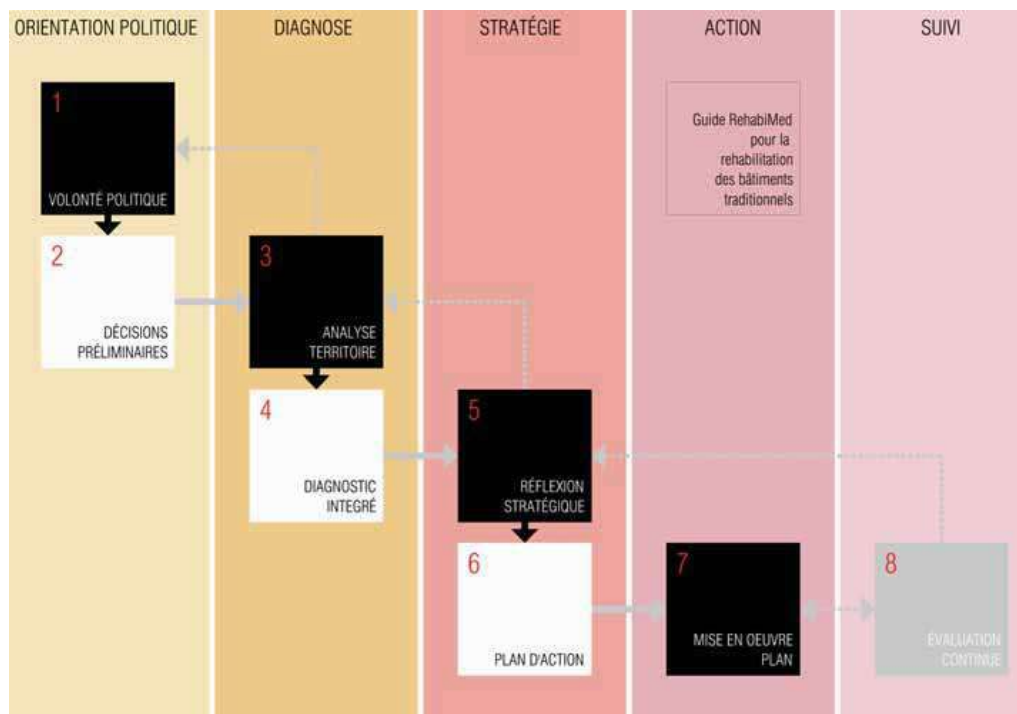 ORIENTATION POLITIQUE
DIAGNOSE
STRATÉGIE
ACTION
SUIVI
1
VOLONTÉ POLITIQUE
Guide RehabiMed
pour la
rehabilitation
des bâtiments
traditionnels
2
DÉCISIONS
PRÉLIMINAIRES
3
ANALYSE
TERRITOIRE
4
DIAGNOSTIC
INTEGRÉ
5
RÉFLEXION
STRATÉGIQUE
6
PLAN D'ACTION
7
MISE EN OEUVRE
PLAN
8
ÉVALUATION
CONTINUE